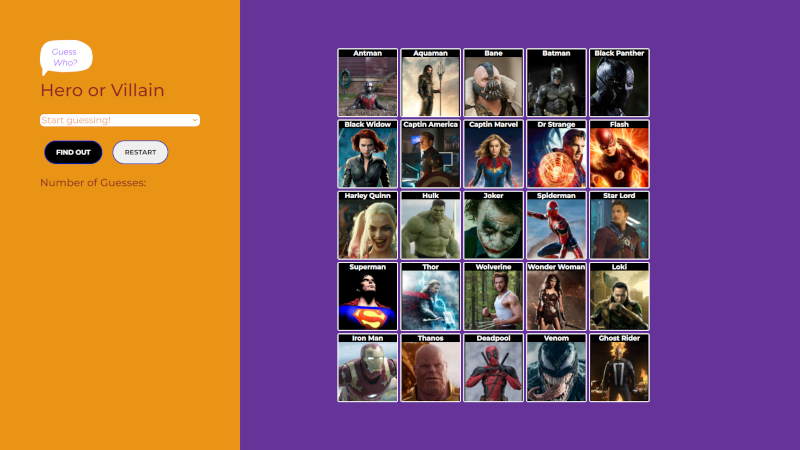 Guess
Who?
Hero or Villain
Start guessing!
FIND OUT
RESTART
Number of Guesses:
Antman
Aquaman
Bane
Batman
Black Panther
Black Widow
Captin America
Captin Marvel
Dr Strange
Flash
Harley Quinn
Hulk
Joker
Spiderman
Star Lord
Superman
Thor
Wolverine
Wonder Woman
Loki
Iron Man
Thanos
Deadpool
Venom
Ghost Rider